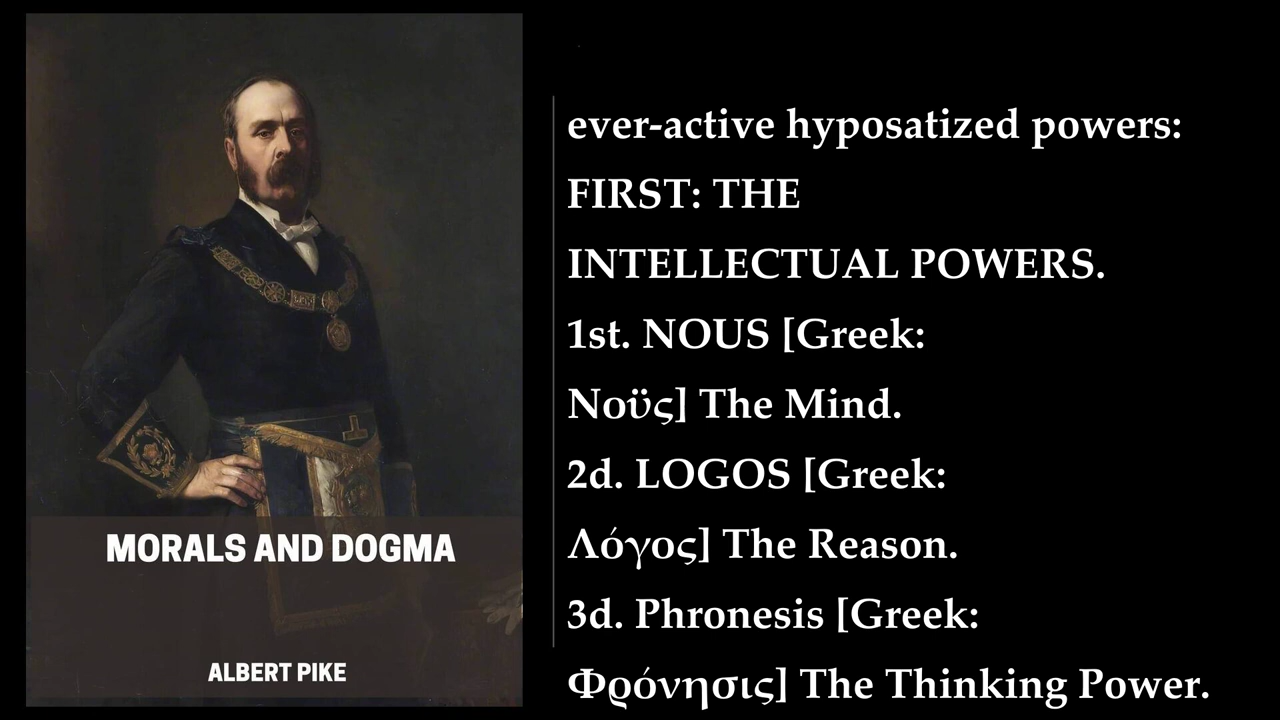 MORALS AND DOGMA
ALBERT PIKE
ever-active hyposatized powers:
FIRST: THE
INTELLECTUAL POWERS.
1st. NOUS [Greek:
Νοϋς] The Mind.
2d. LOGOS [Greek:
Λόγος] The Reason.
3d. Phronesis [Greek:
Φρόνησις] The Thinking Power.